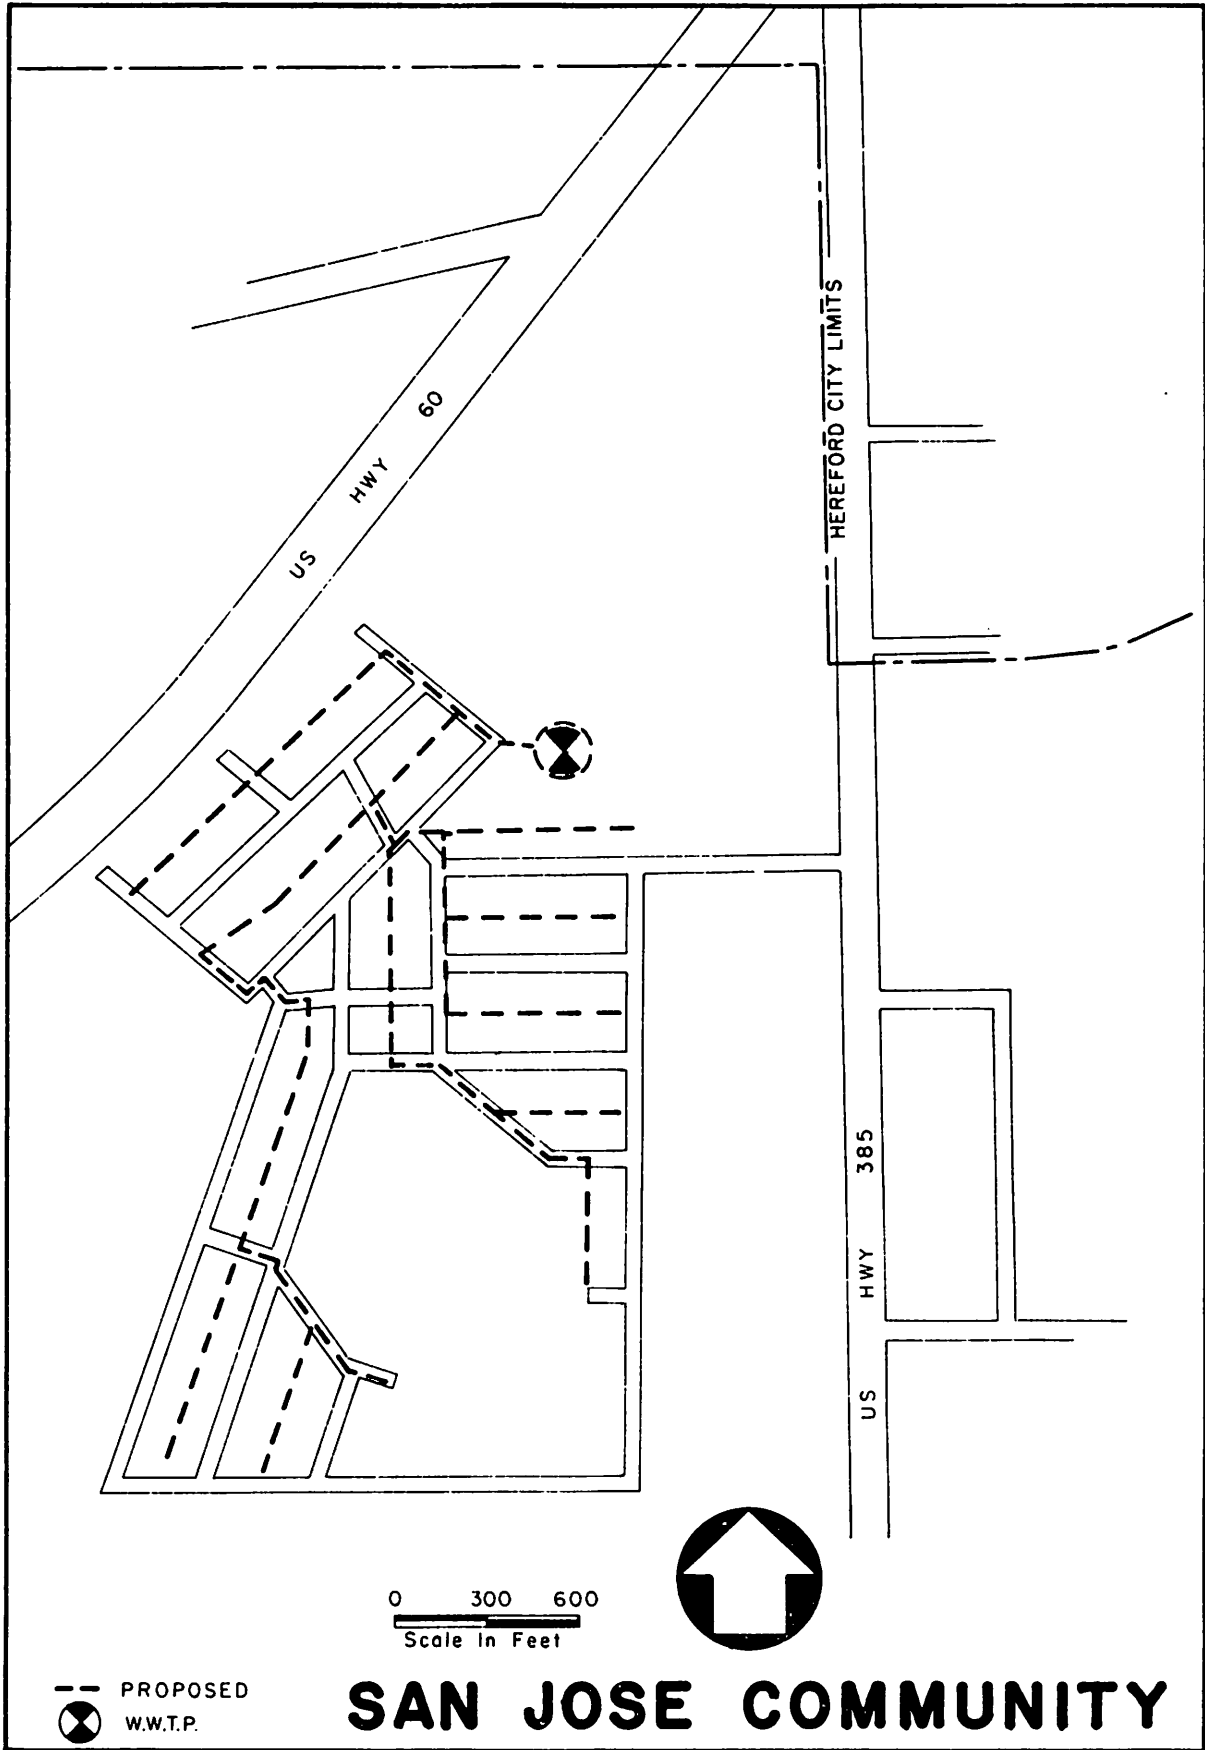 HEREFORD CITY LIMITS
US HWY 60
US HWY 385
0 300 600
Scale In Feet
PROPOSED
W.W.T.P.
SAN JOSE COMMUNITY